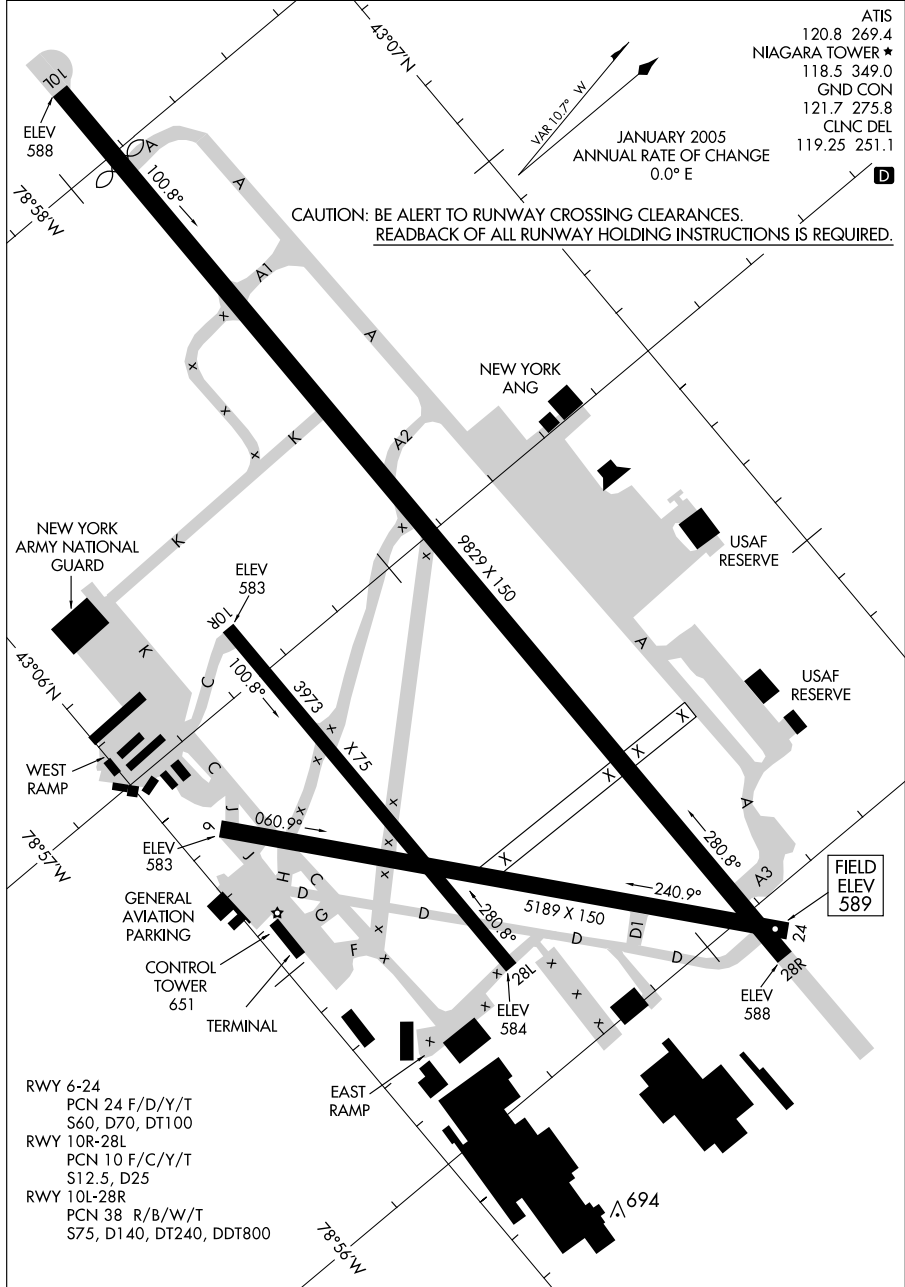 ATIS
120.8 269.4
NIAGARA TOWER ★
118.5 349.0
GND CON
121.7 275.8
CLNC DEL
119.25 251.1
D
43°07'N
VAR 10.7° W
JANUARY 2005
ANNUAL RATE OF CHANGE
0.0° E
CAUTION: BE ALERT TO RUNWAY CROSSING CLEARANCES.
READBACK OF ALL RUNWAY HOLDING INSTRUCTIONS IS REQUIRED.
10L
ELEV
588
A
100.8°
78°58'W
A
A1
A
NEW YORK
ANG
K
A2
K
9829 X 150
USAF
RESERVE
NEW YORK
ARMY NATIONAL
GUARD
ELEV
583
10R
K
C
100.8°
A
43°06'N
3973
X 75
USAF
RESERVE
X
X
X
WEST
RAMP
C
J
6
060.9°
A
280.8°
ELEV
583
J
78°57'W
X
A3
FIELD
ELEV
589
H
C
D
240.9°
GENERAL
AVIATION
PARKING
G
D
5189 X 150
280.8°
D1
24
D
D
F
CONTROL
TOWER
651
28L
28R
TERMINAL
ELEV
584
ELEV
588
EAST
RAMP
RWY 6-24
PCN 24 F/D/Y/T
S60, D70, DT100
RWY 10R-28L
PCN 10 F/C/Y/T
S12.5, D25
RWY 10L-28R
PCN 38 R/B/W/T
S75, D140, DT240, DDT800
694
78°56'W